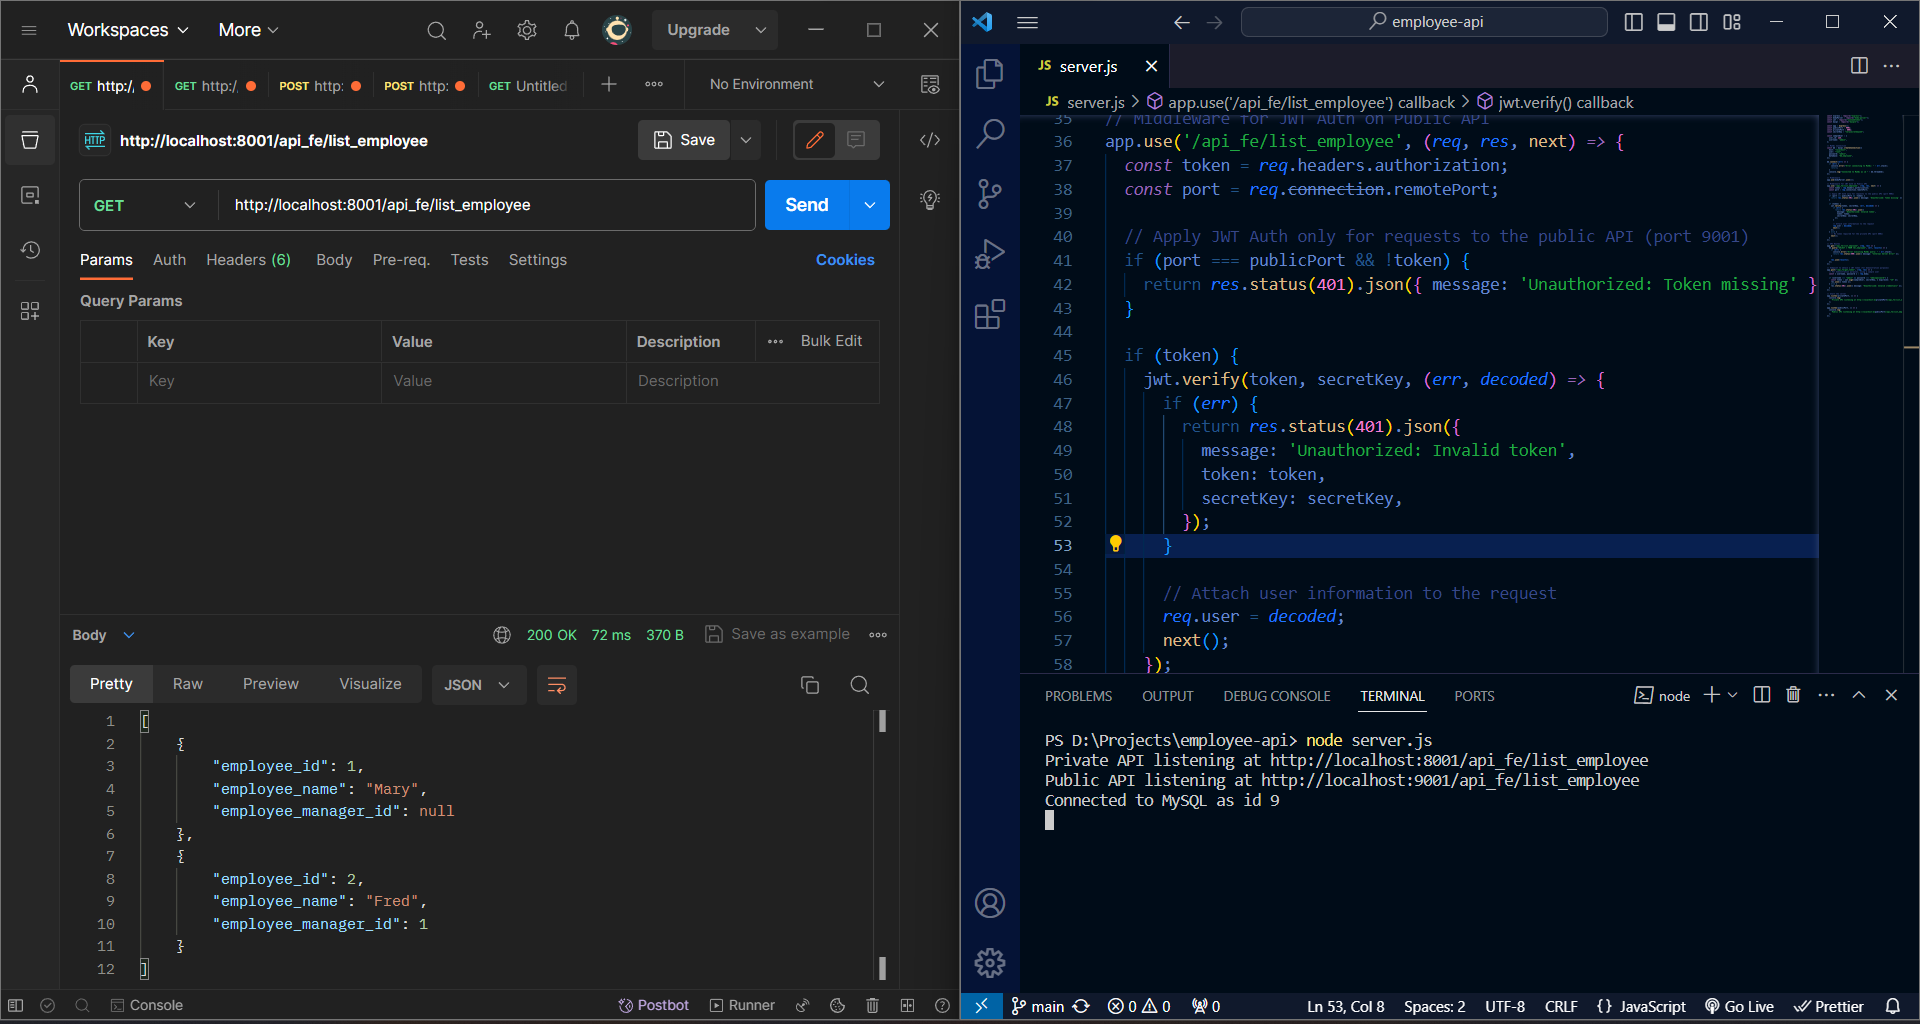 Workspaces
More
Upgrade
GET http:/
GET http:/
POST http:
POST http:
GET Untitled
No Environment
HTTP
http://localhost:8001/api_fe/list_employee
Save
GET
http://localhost:8001/api_fe/list_employee
Send
Params
Auth
Headers (6)
Body
Pre-req.
Tests
Settings
Cookies
Query Params
Key
Value
Description
Bulk Edit
Key
Value
Description
Body
200 OK
72 ms
370 B
Save as example
Pretty
Raw
Preview
Visualize
JSON
1 [
2 {
3 "employee_id": 1,
4 "employee_name": "Mary",
5 "employee_manager_id": null
6 },
7 {
8 "employee_id": 2,
9 "employee_name": "Fred",
10 "employee_manager_id": 1
11 }
12 ]
Console
Postbot
Runner
employee-api
JS server.js
JS server.js > app.use('/api_fe/list_employee') callback > jwt.verify() callback
35 // Middleware for JWT Auth on Public API
36 app.use('/api_fe/list_employee', (req, res, next) => {
37 const token = req.headers.authorization;
38 const port = req.connection.remotePort;
39
40 // Apply JWT Auth only for requests to the public API (port 9001)
41 if (port === publicPort && !token) {
42 return res.status(401).json({ message: 'Unauthorized: Token missing' }
43 }
44
45 if (token) {
46 jwt.verify(token, secretKey, (err, decoded) => {
47 if (err) {
48 return res.status(401).json({
49 message: 'Unauthorized: Invalid token',
50 token: token,
51 secretKey: secretKey,
52 });
53 }
54
55 // Attach user information to the request
56 req.user = decoded;
57 next();
58 });
PROBLEMS
OUTPUT
DEBUG CONSOLE
TERMINAL
PORTS
node
PS D:\Projects\employee-api> node server.js
Private API listening at http://localhost:8001/api_fe/list_employee
Public API listening at http://localhost:9001/api_fe/list_employee
Connected to MySQL as id 9
main
0
0
0
Ln 53, Col 8
Spaces: 2
UTF-8
CRLF
{} JavaScript
Go Live
Prettier